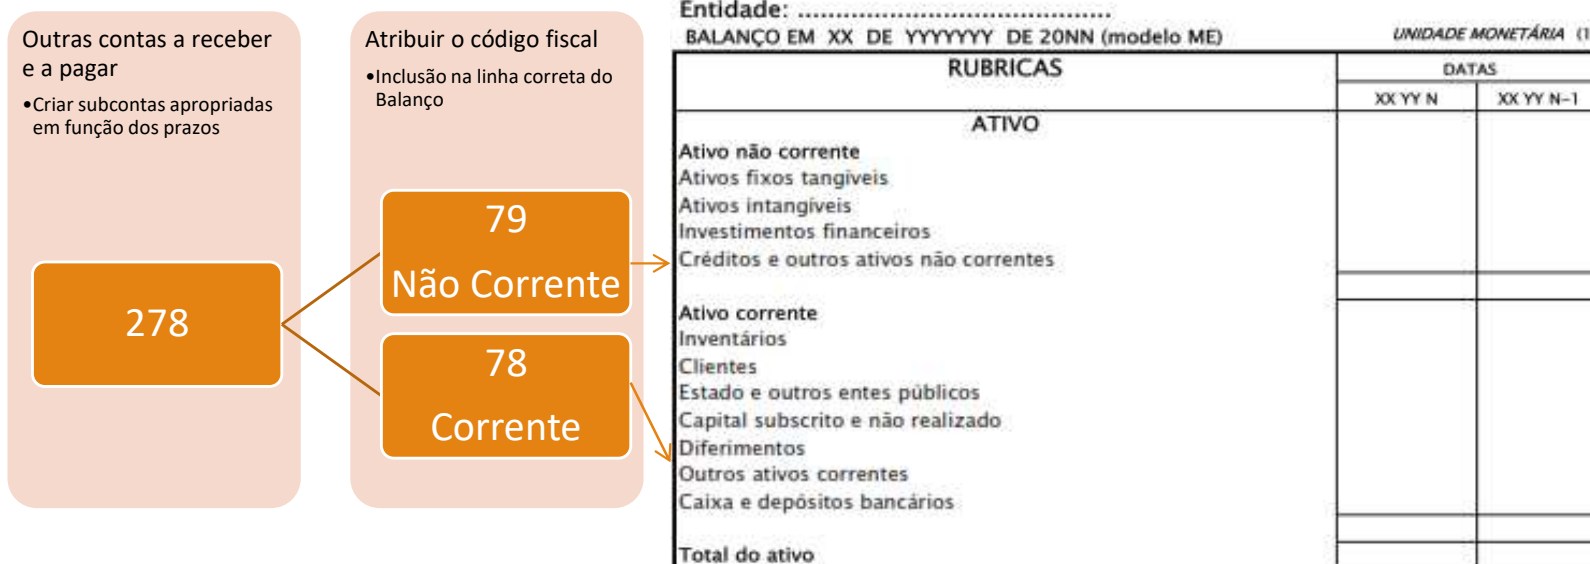 Outras contas a receber
e a pagar
•Criar subcontas apropriadas
em função dos prazos
278
Atribuir o código fiscal
•Inclusão na linha correta do
Balanço
79
Não Corrente
78
Corrente
Entidade: ..........................................
BALANÇO EM XX DE YYYYYYY DE 20NN (modelo ME)
UNIDADE MONETÁRIA (1
RUBRICAS
DATAS
XX YY N
XX YY N-1
ATIVO
Ativo não corrente
Ativos fixos tangíveis
Ativos intangíveis
Investimentos financeiros
Créditos e outros ativos não correntes
Ativo corrente
Inventários
Clientes
Estado e outros entes públicos
Capital subscrito e não realizado
Diferimentos
Outros ativos correntes
Caixa e depósitos bancários
Total do ativo